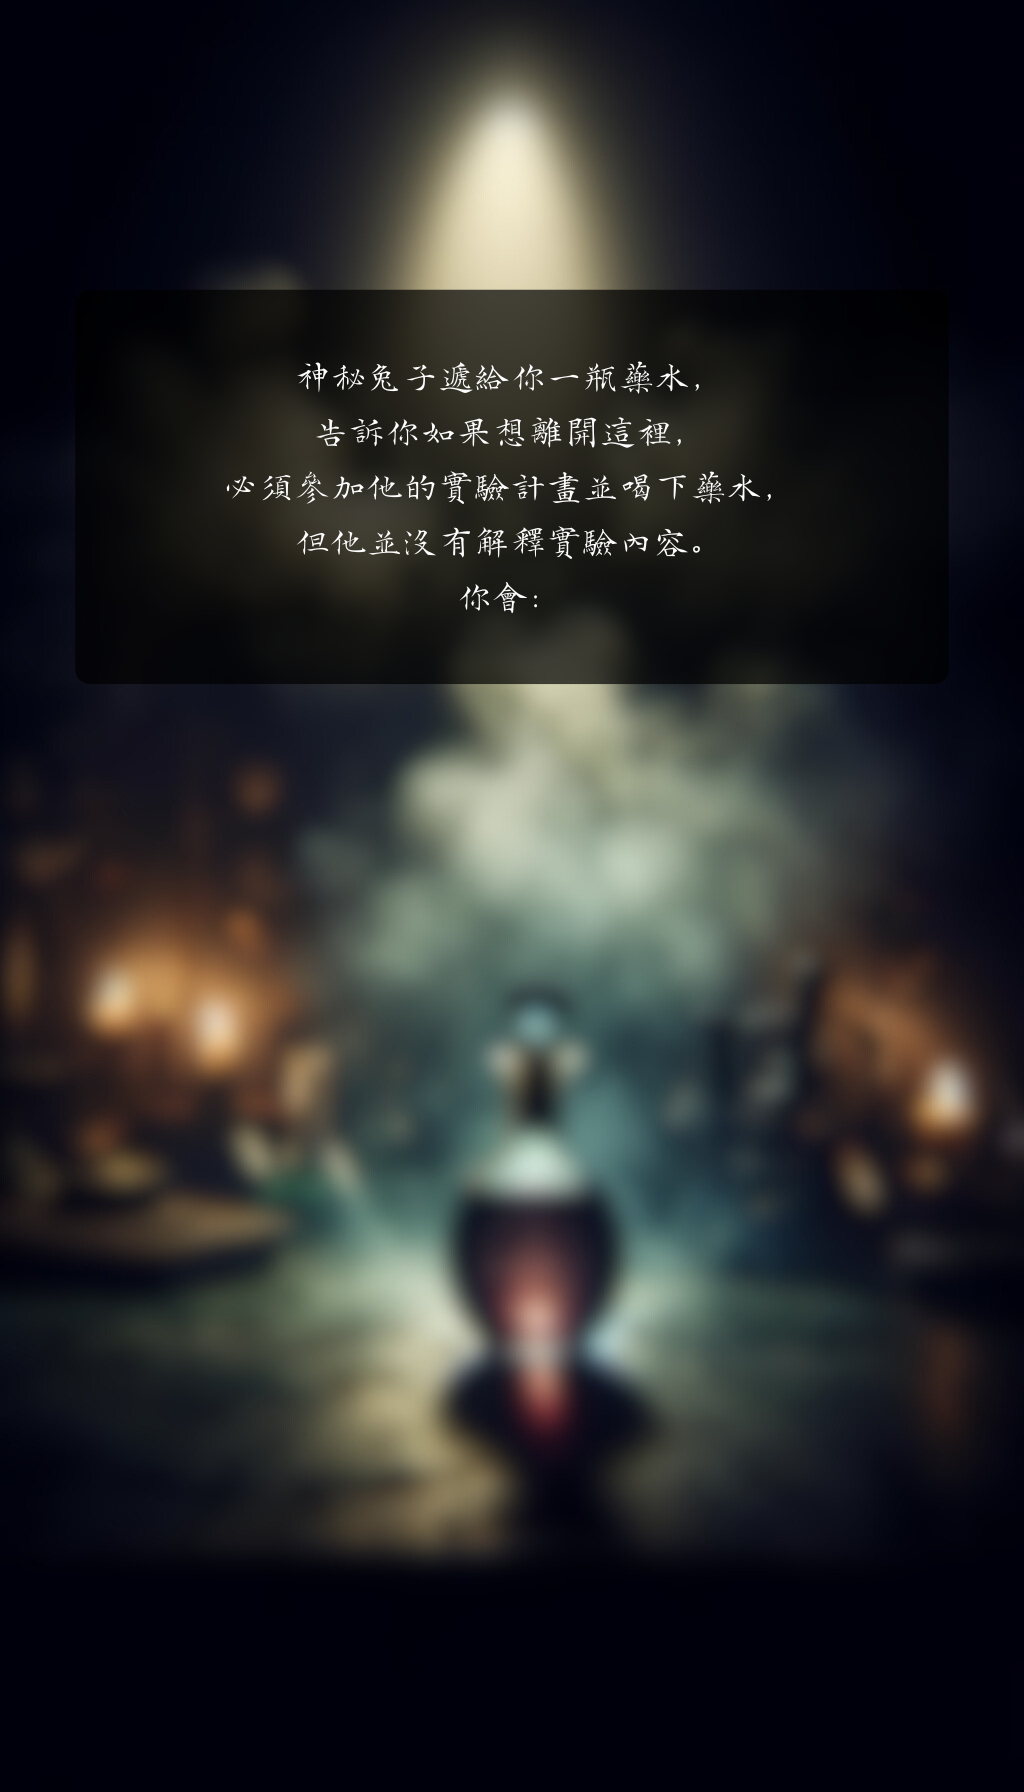 神秘兔子遞給你一瓶藥水,
告訴你如果想離開這裡,
必須參加他的實驗計畫並喝下藥水,
但他並沒有解釋實驗內容。
你會: